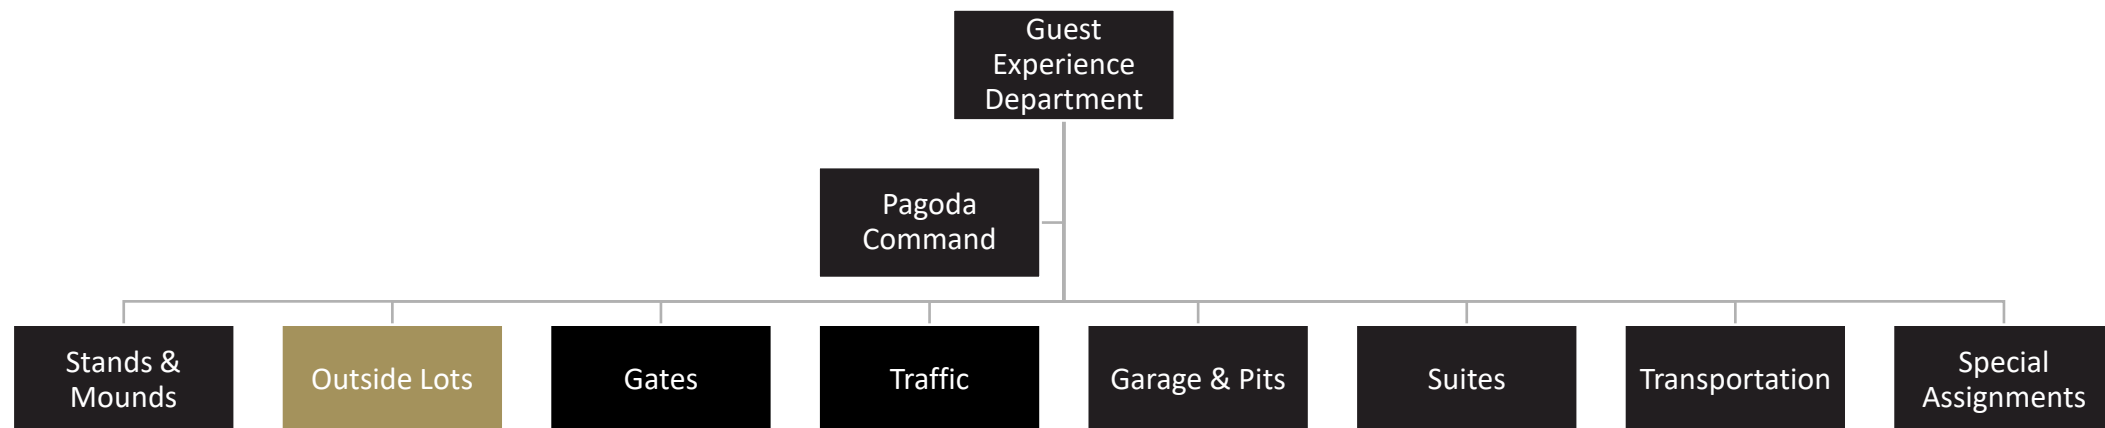 Guest
Experience
Department
Pagoda
Command
Stands &
Mounds
Outside Lots
Gates
Traffic
Garage & Pits
Suites
Transportation
Special
Assignments